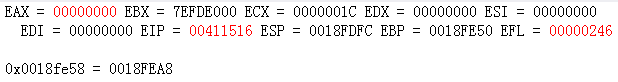 EAX = 00000000 EBX = 7EFDE000 ECX = 0000001C EDX = 00000000 ESI = 00000000
EDI = 00000000 EIP = 00411516 ESP = 0018FDFC EBP = 0018FE50 EFL = 00000246
0x0018fe58 = 0018FEA8